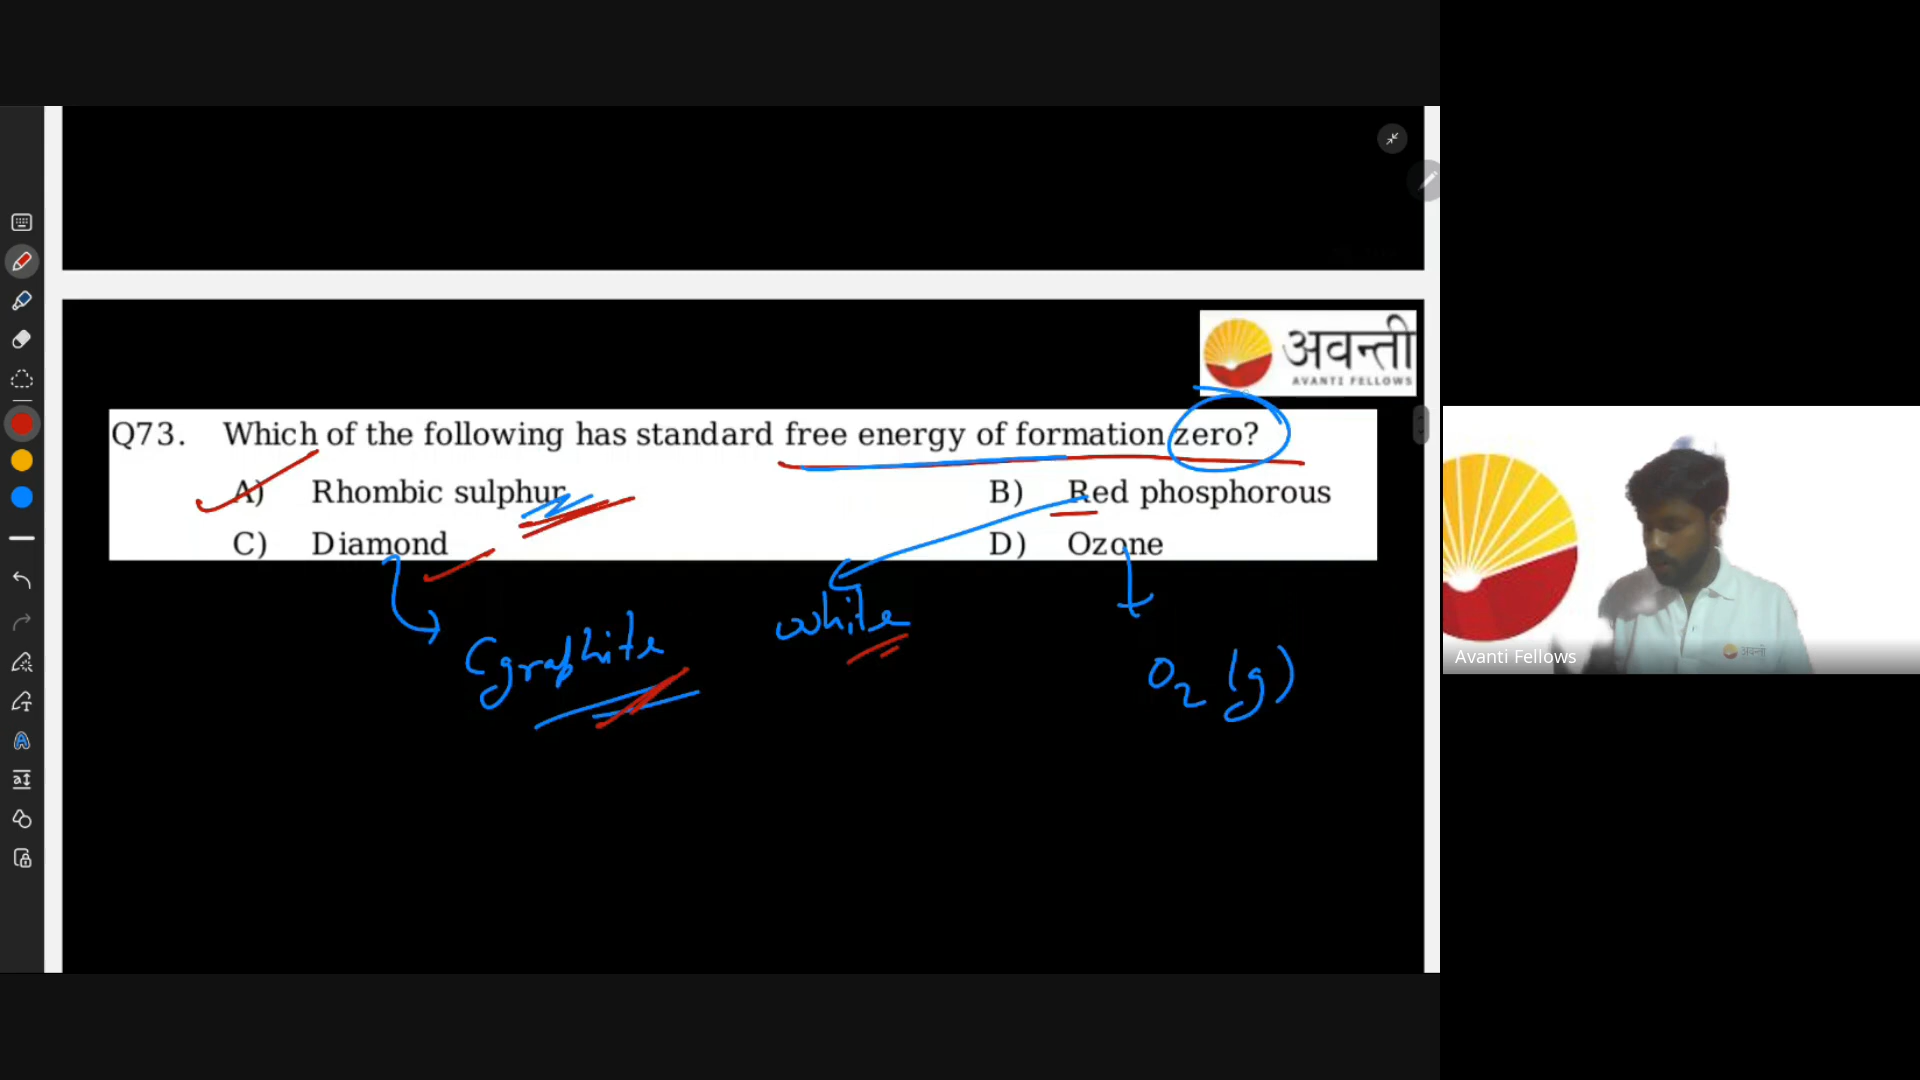 अवन्ती
AVANTI FELLOWS
Q73. Which of the following has standard free energy of formation zero?
A) Rhombic sulphur B) Red phosphorous
C) Diamond D) Ozone
graphite white O2 (g)
Avanti Fellows
अवन्ती